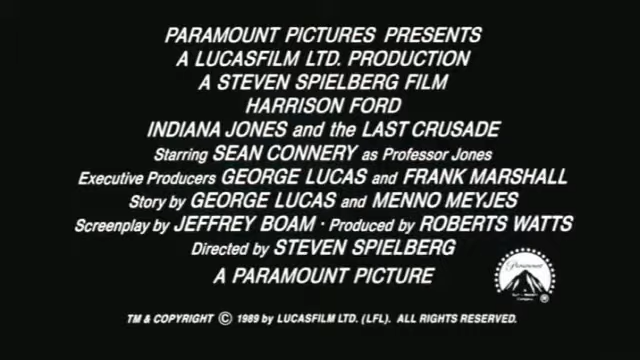 PARAMOUNT PICTURES PRESENTS
A LUCASFILM LTD. PRODUCTION
A STEVEN SPIELBERG FILM
HARRISON FORD
INDIANA JONES and the LAST CRUSADE
Starring SEAN CONNERY as Professor Jones
Executive Producers GEORGE LUCAS and FRANK MARSHALL
Story by GEORGE LUCAS and MENNO MEYJES
Screenplay by JEFFREY BOAM · Produced by ROBERTS WATTS
Directed by STEVEN SPIELBERG
A PARAMOUNT PICTURE
Paramount
TM & COPYRIGHT © 1989 by LUCASFILM LTD. (LFL). ALL RIGHTS RESERVED.